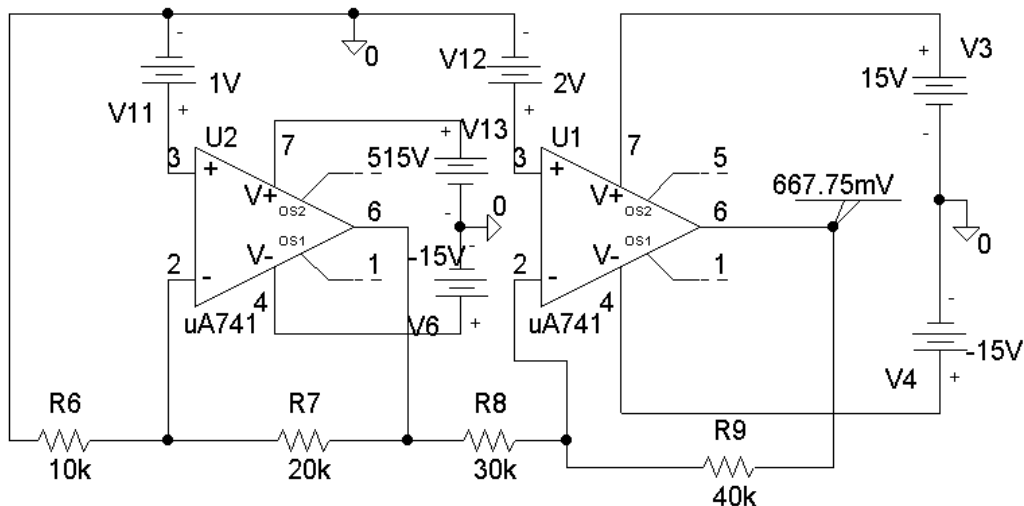 -
0
-
1V
V11
+
V12
2V
+
+
V3
15V
-
U2
7
3
+
V+
OS2
OS1
V-
2
-
4
uA741
6
1
+
V13
515V
-
0
-
-15V
V6
+
U1
7
3
+
V+
OS2
OS1
V-
2
-
4
uA741
5
6
1
667.75mV
0
-
-15V
V4
+
R6
10k
R7
20k
R8
30k
R9
40k